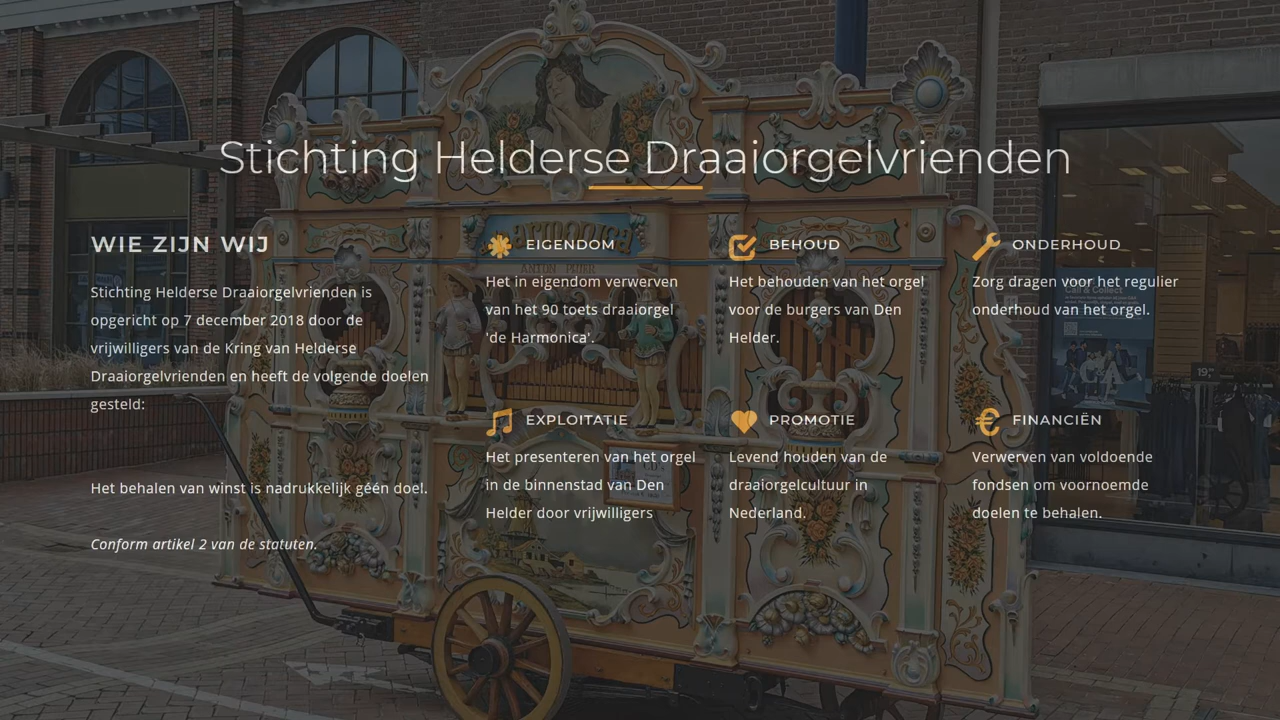 Stichting Helderse Draaiorgelvrienden
WIE ZIJN WIJ
Stichting Helderse Draaiorgelvrienden is
opgericht op 7 december 2018 door de
vrijwilligers van de Kring van Helderse
Draaiorgelvrienden en heeft de volgende doelen
gesteld:
Het behalen van winst is nadrukkelijk géén doel.
Conform artikel 2 van de statuten.
EIGENDOM
Het in eigendom verwerven
van het 90 toets draaiorgel
'de Harmonica'.
BEHOUD
Het behouden van het orgel
voor de burgers van Den
Helder.
ONDERHOUD
Zorg dragen voor het regulier
onderhoud van het orgel.
EXPLOITATIE
Het presenteren van het orgel
in de binnenstad van Den
Helder door vrijwilligers
PROMOTIE
Levend houden van de
draaiorgelcultuur in
Nederland.
FINANCIËN
Verwerven van voldoende
fondsen om voornoemde
doelen te behalen.
Harmonica
ANTON PLUER
Call & Collect